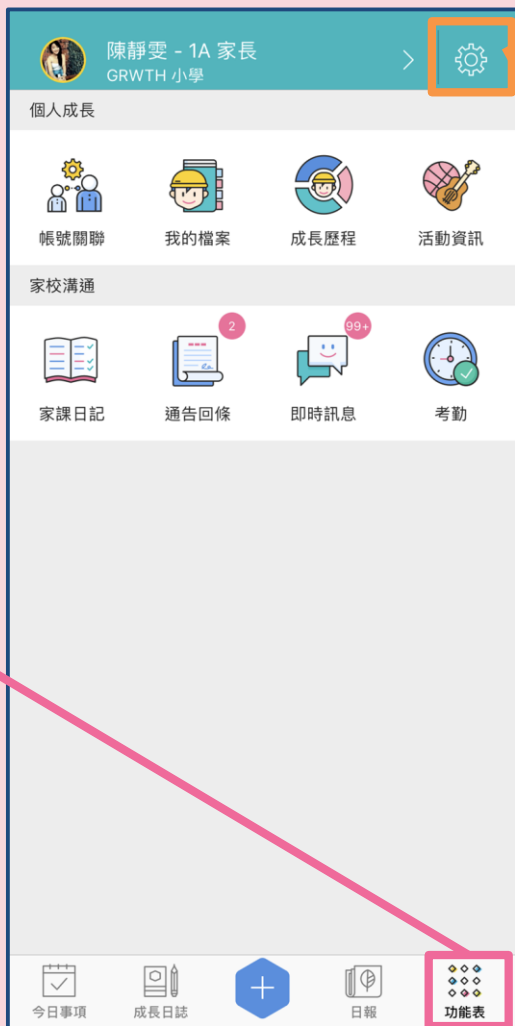 陳靜雯 - 1A 家長
GRWTH 小學
個人成長
帳號關聯 我的檔案 成長歷程 活動資訊
家校溝通
2 99+
家課日記 通告回條 即時訊息 考勤
今日事項 成長日誌 日報 功能表